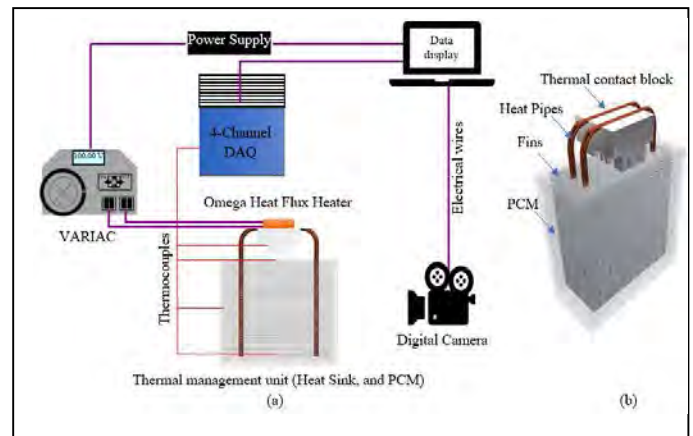 Power Supply
Data
display
Thermal contact block
Heat Pipes
4-Channel
DAQ
Fins
Omega Heat Flux Heater
Electrical wires
PCM
VARIAC
Thermocouples
Digital Camera
Thermal management unit (Heat Sink, and PCM)
(a)
(b)